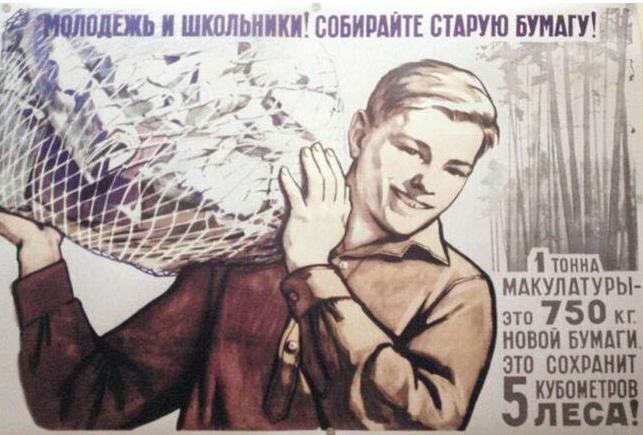 МОЛОДЕЖЬ И ШКОЛЬНИКИ! СОБИРАЙТЕ СТАРУЮ БУМАГУ!
1 ТОННА
МАКУЛАТУРЫ-
ЭТО 750 КГ.
НОВОЙ БУМАГИ.
ЭТО СОХРАНИТ
5 КУБОМЕТРОВ
ЛЕСА!